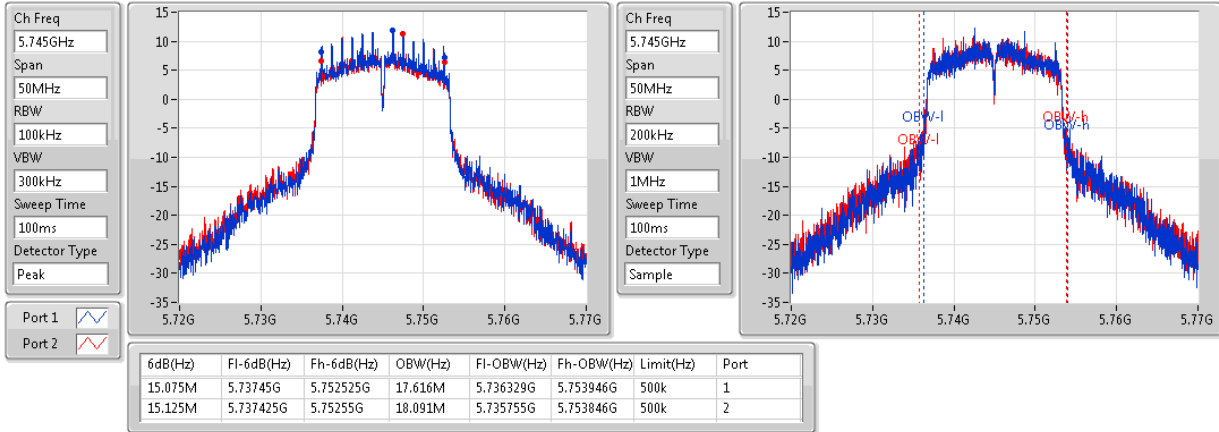 Ch Freq
5.745GHz
Span
50MHz
RBW
100kHz
VBW
300kHz
Sweep Time
100ms
Detector Type
Peak
Port 1
Port 2
15
10
5
0
-5
-10
-15
-20
-25
-30
-35
5.72G 5.73G 5.74G 5.75G 5.76G 5.77G
Ch Freq
5.745GHz
Span
50MHz
RBW
200kHz
VBW
1MHz
Sweep Time
100ms
Detector Type
Sample
15
10
5
0
-5
-10
-15
-20
-25
-30
-35
OBW-l
OBW-l
OBW-h
OBW-h
5.72G 5.73G 5.74G 5.75G 5.76G 5.77G
6dB(Hz) Fl-6dB(Hz) Fh-6dB(Hz) OBW(Hz) Fl-OBW(Hz) Fh-OBW(Hz) Limit(Hz) Port
15.075M 5.73745G 5.752525G 17.616M 5.736329G 5.753946G 500k 1
15.125M 5.737425G 5.75255G 18.091M 5.735755G 5.753846G 500k 2